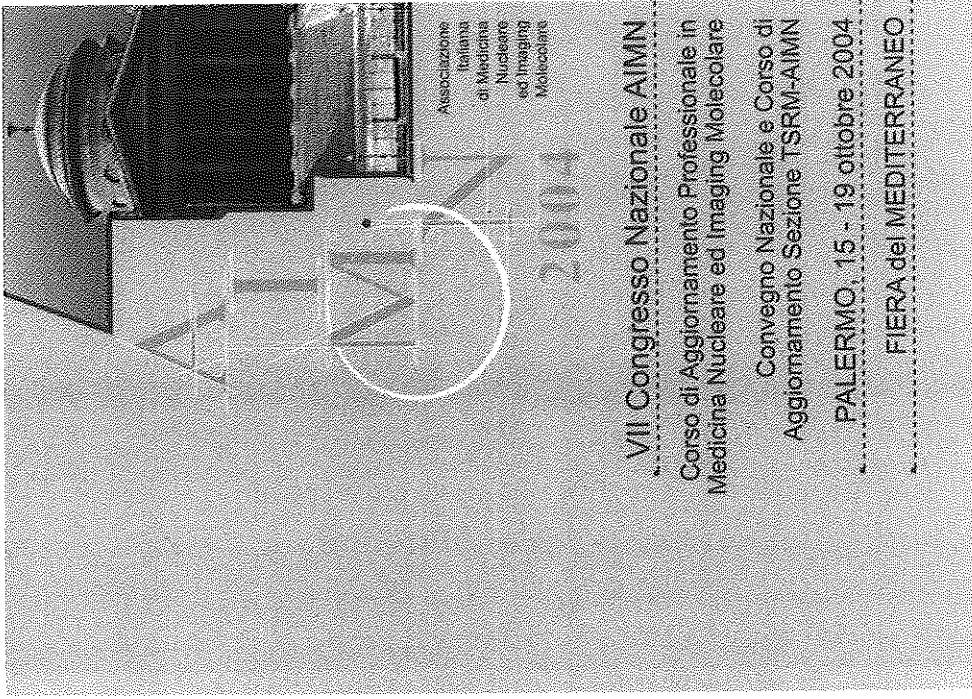 AIMN
2004
Associazione
Italiana
di Medicina
Nucleare
ed Imaging
Molecolare
VII Congresso Nazionale AIMN
Corso di Aggiornamento Professionale in
Medicina Nucleare ed Imaging Molecolare
Convegno Nazionale e Corso di
Aggiornamento Sezione TSRM-AIMN
PALERMO, 15 - 19 ottobre 2004
FIERA del MEDITERRANEO